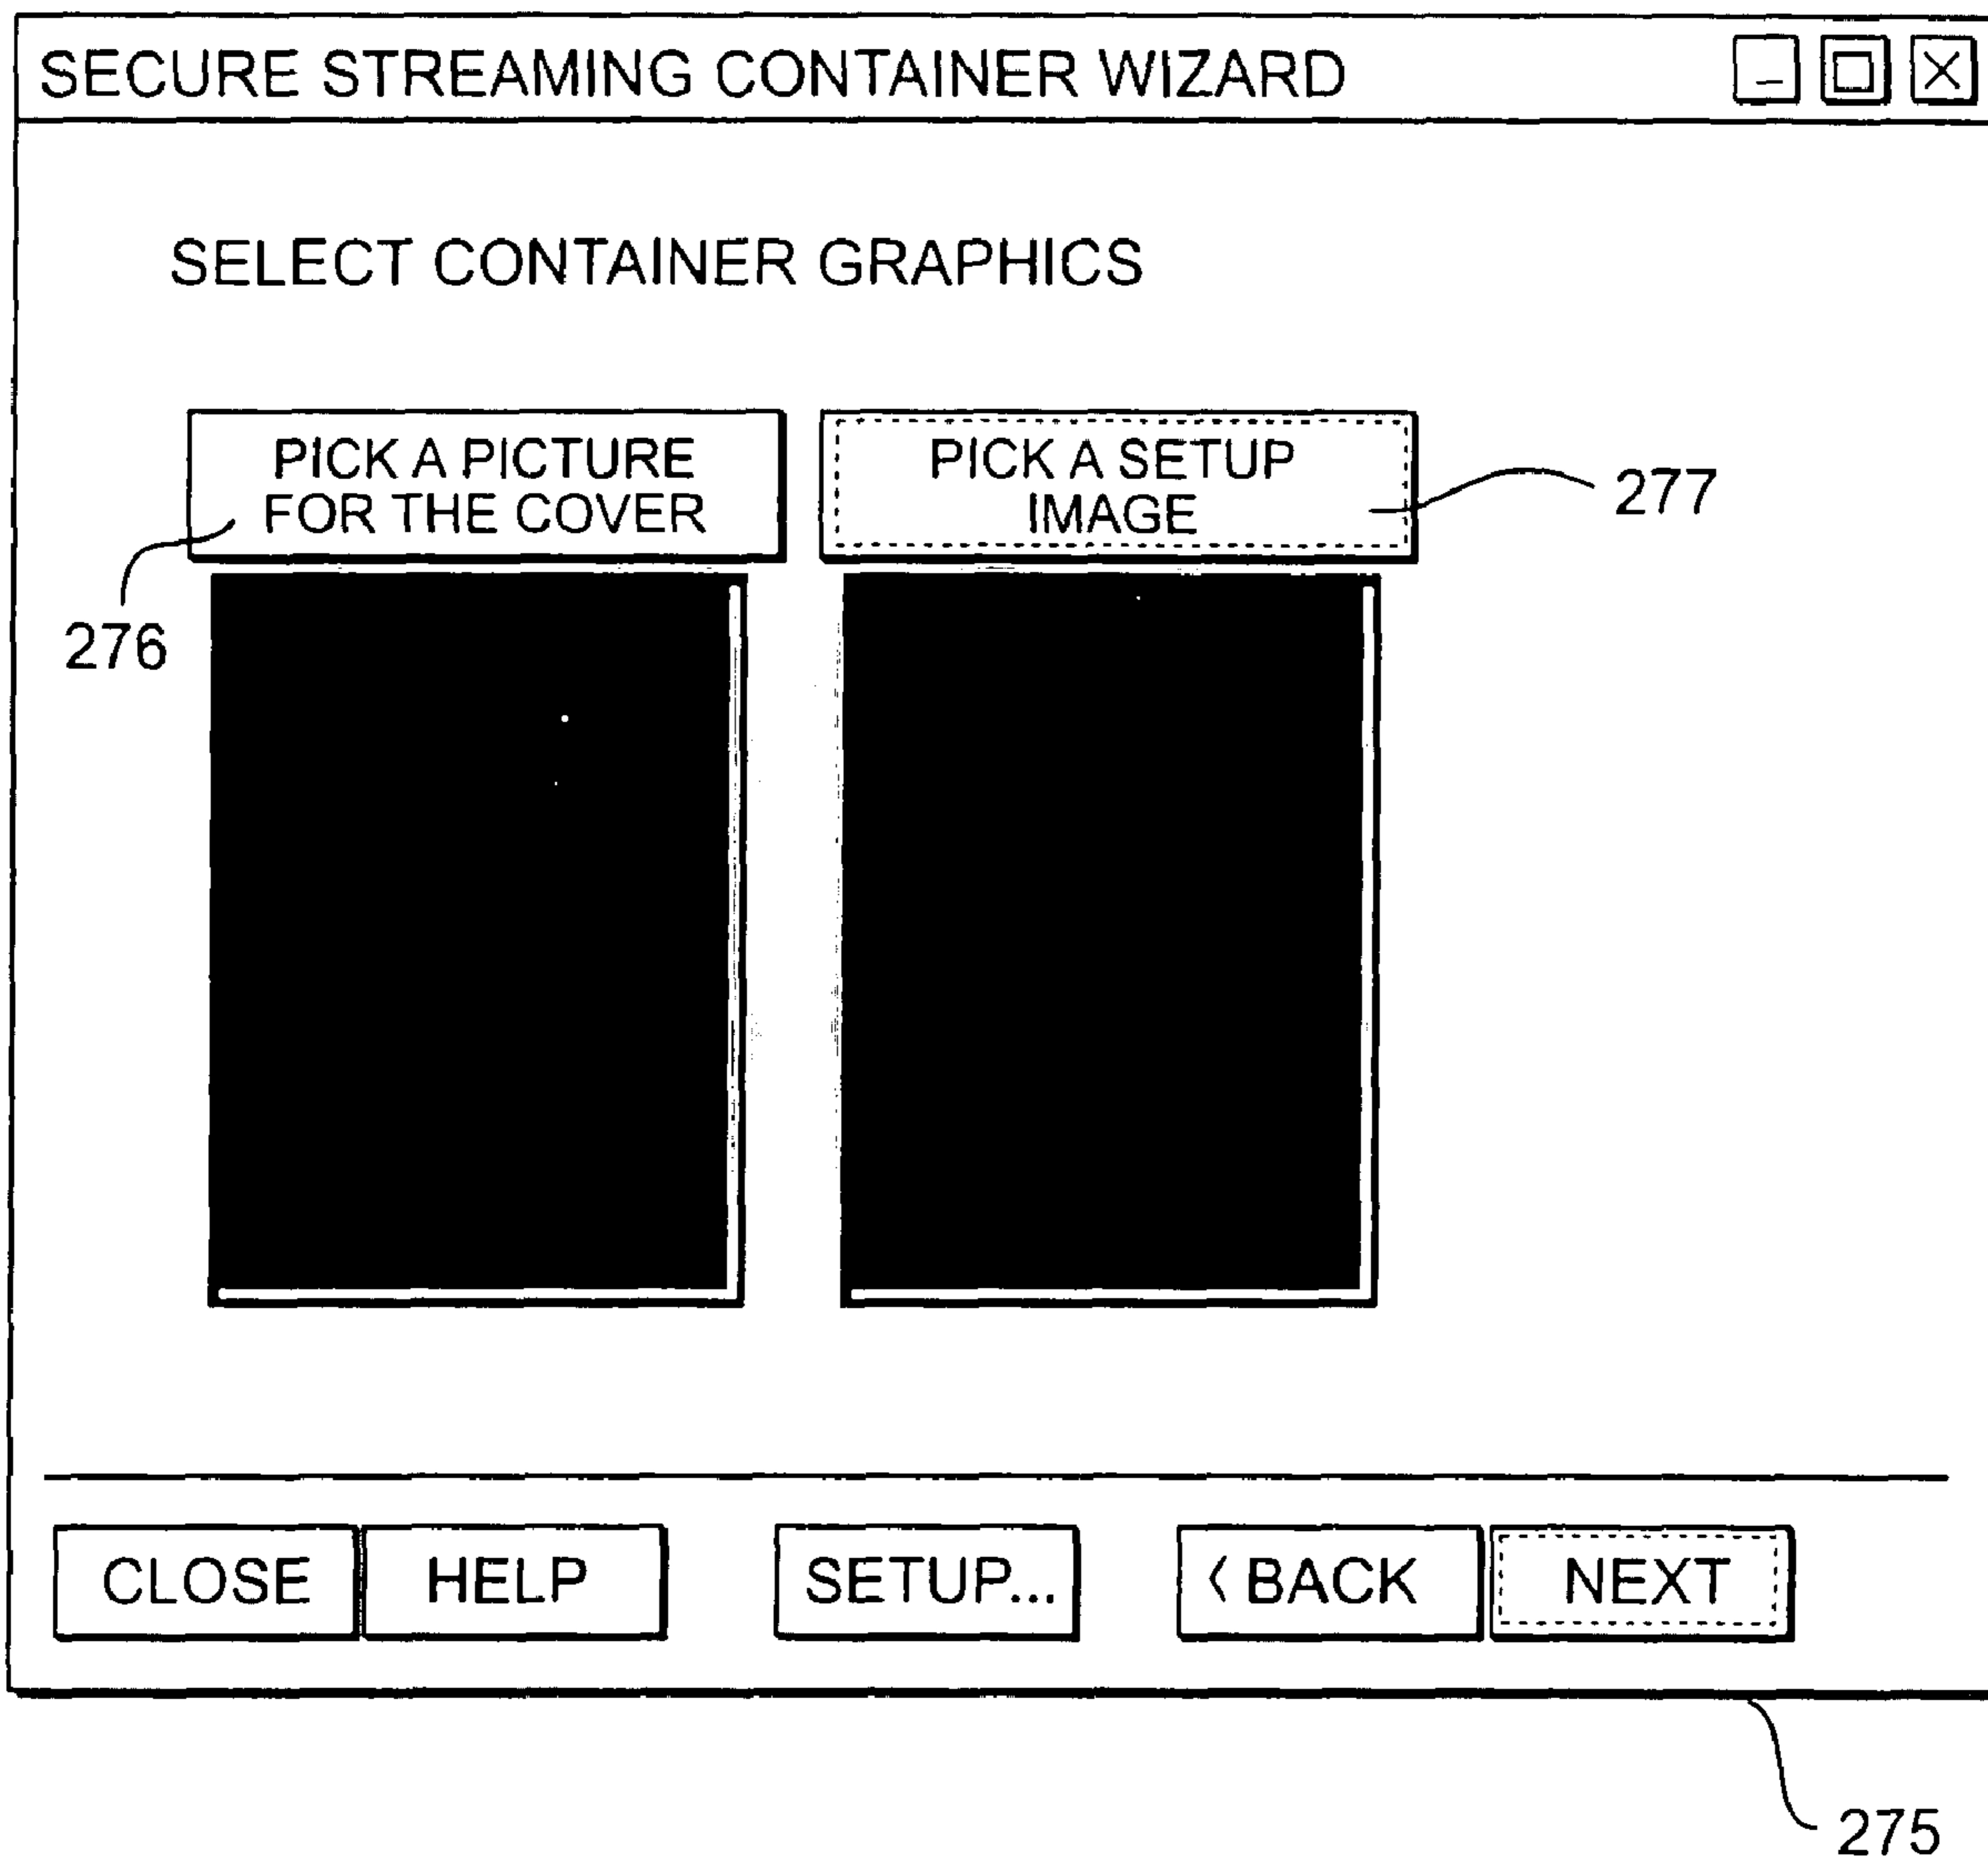 SECURE STREAMING CONTAINER WIZARD
SELECT CONTAINER GRAPHICS
PICK A PICTURE
FOR THE COVER
PICK A SETUP
IMAGE
277
276
CLOSE
HELP
SETUP...
< BACK
NEXT
275